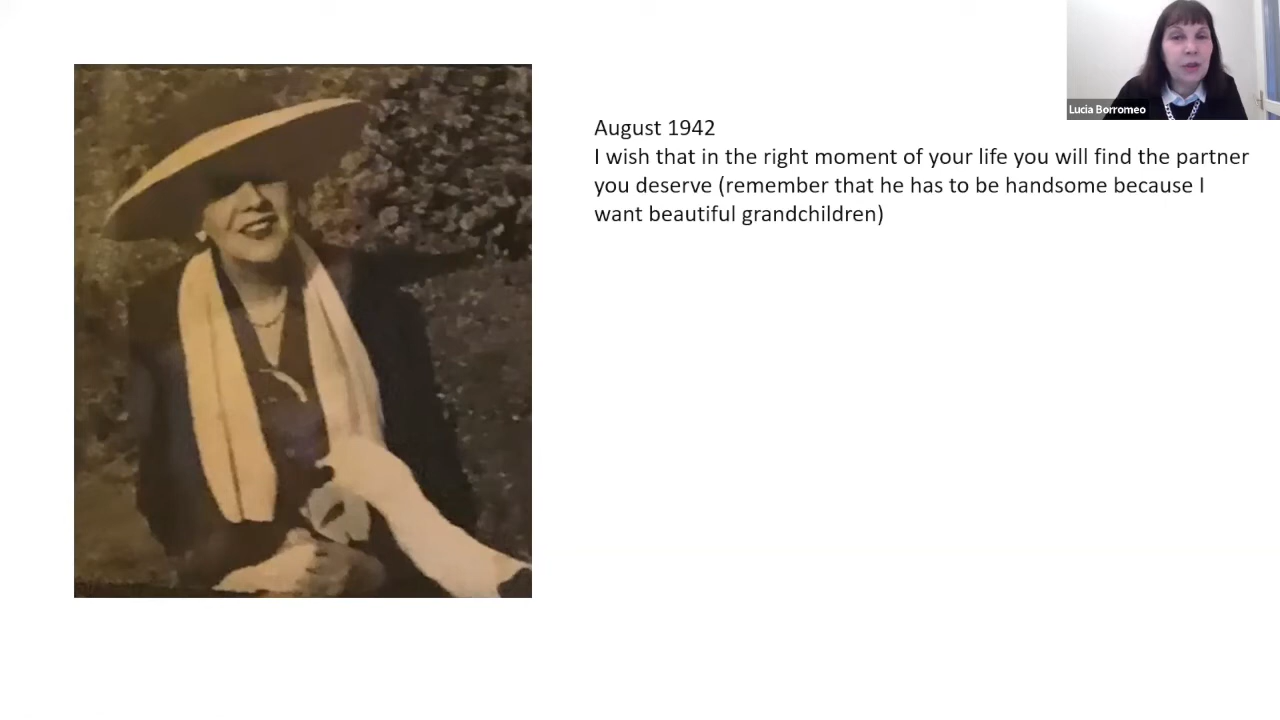 August 1942
I wish that in the right moment of your life you will find the partner
you deserve (remember that he has to be handsome because I
want beautiful grandchildren)
Lucia Borromeo